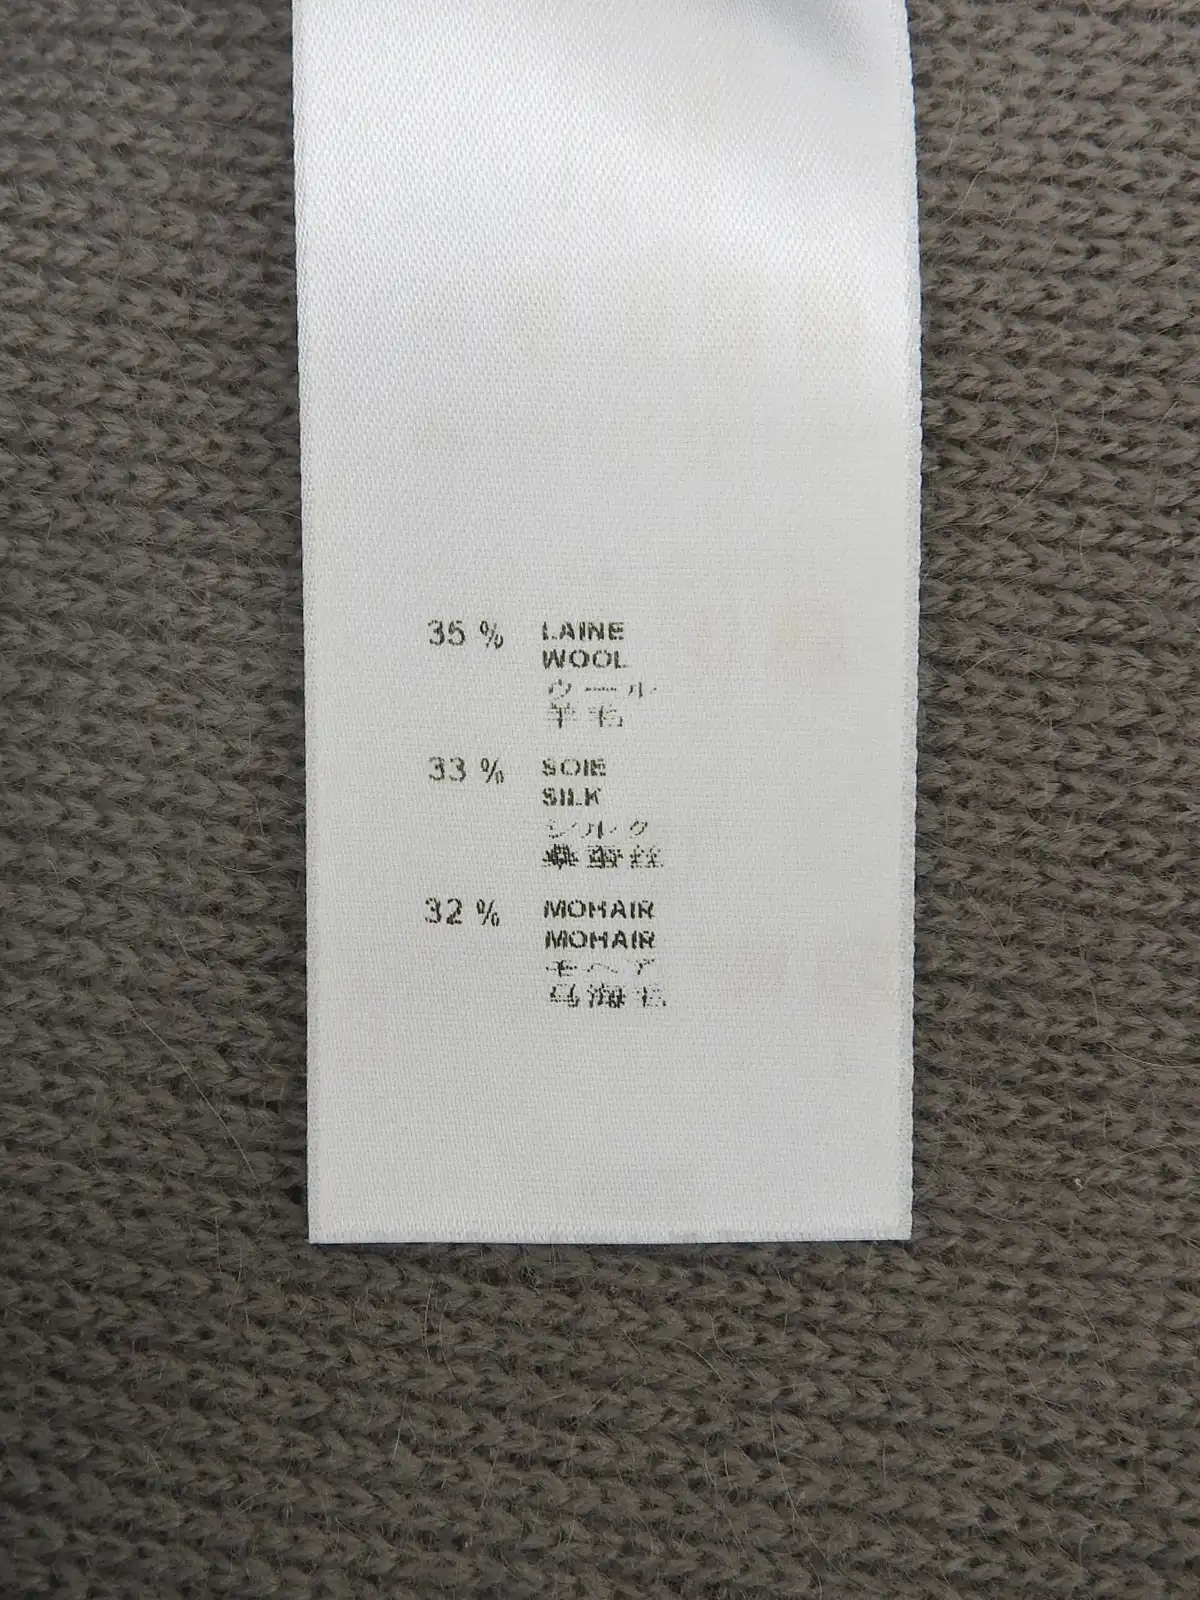 35 % LAINE
WOOL
ウール
羊毛
33 % SOIE
SILK
シルク
桑蚕丝
32 % MOHAIR
MOHAIR
モヘア
马海毛